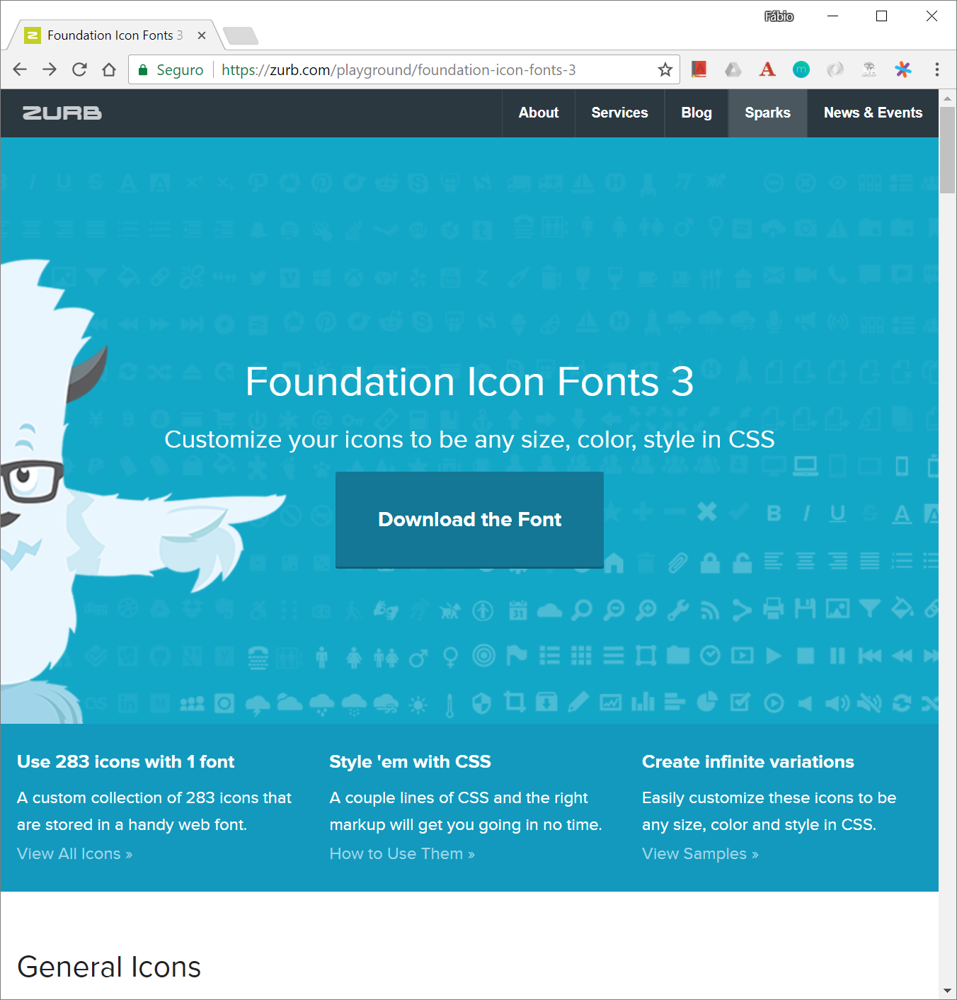 Fábio
Foundation Icon Fonts 3
Seguro
https://zurb.com/playground/foundation-icon-fonts-3
ZURB
About
Services
Blog
Sparks
News & Events
Foundation Icon Fonts 3
Customize your icons to be any size, color, style in CSS
Download the Font
Use 283 icons with 1 font
A custom collection of 283 icons that
are stored in a handy web font.
View All Icons »
Style 'em with CSS
A couple lines of CSS and the right
markup will get you going in no time.
How to Use Them »
Create infinite variations
Easily customize these icons to be
any size, color and style in CSS.
View Samples »
General Icons